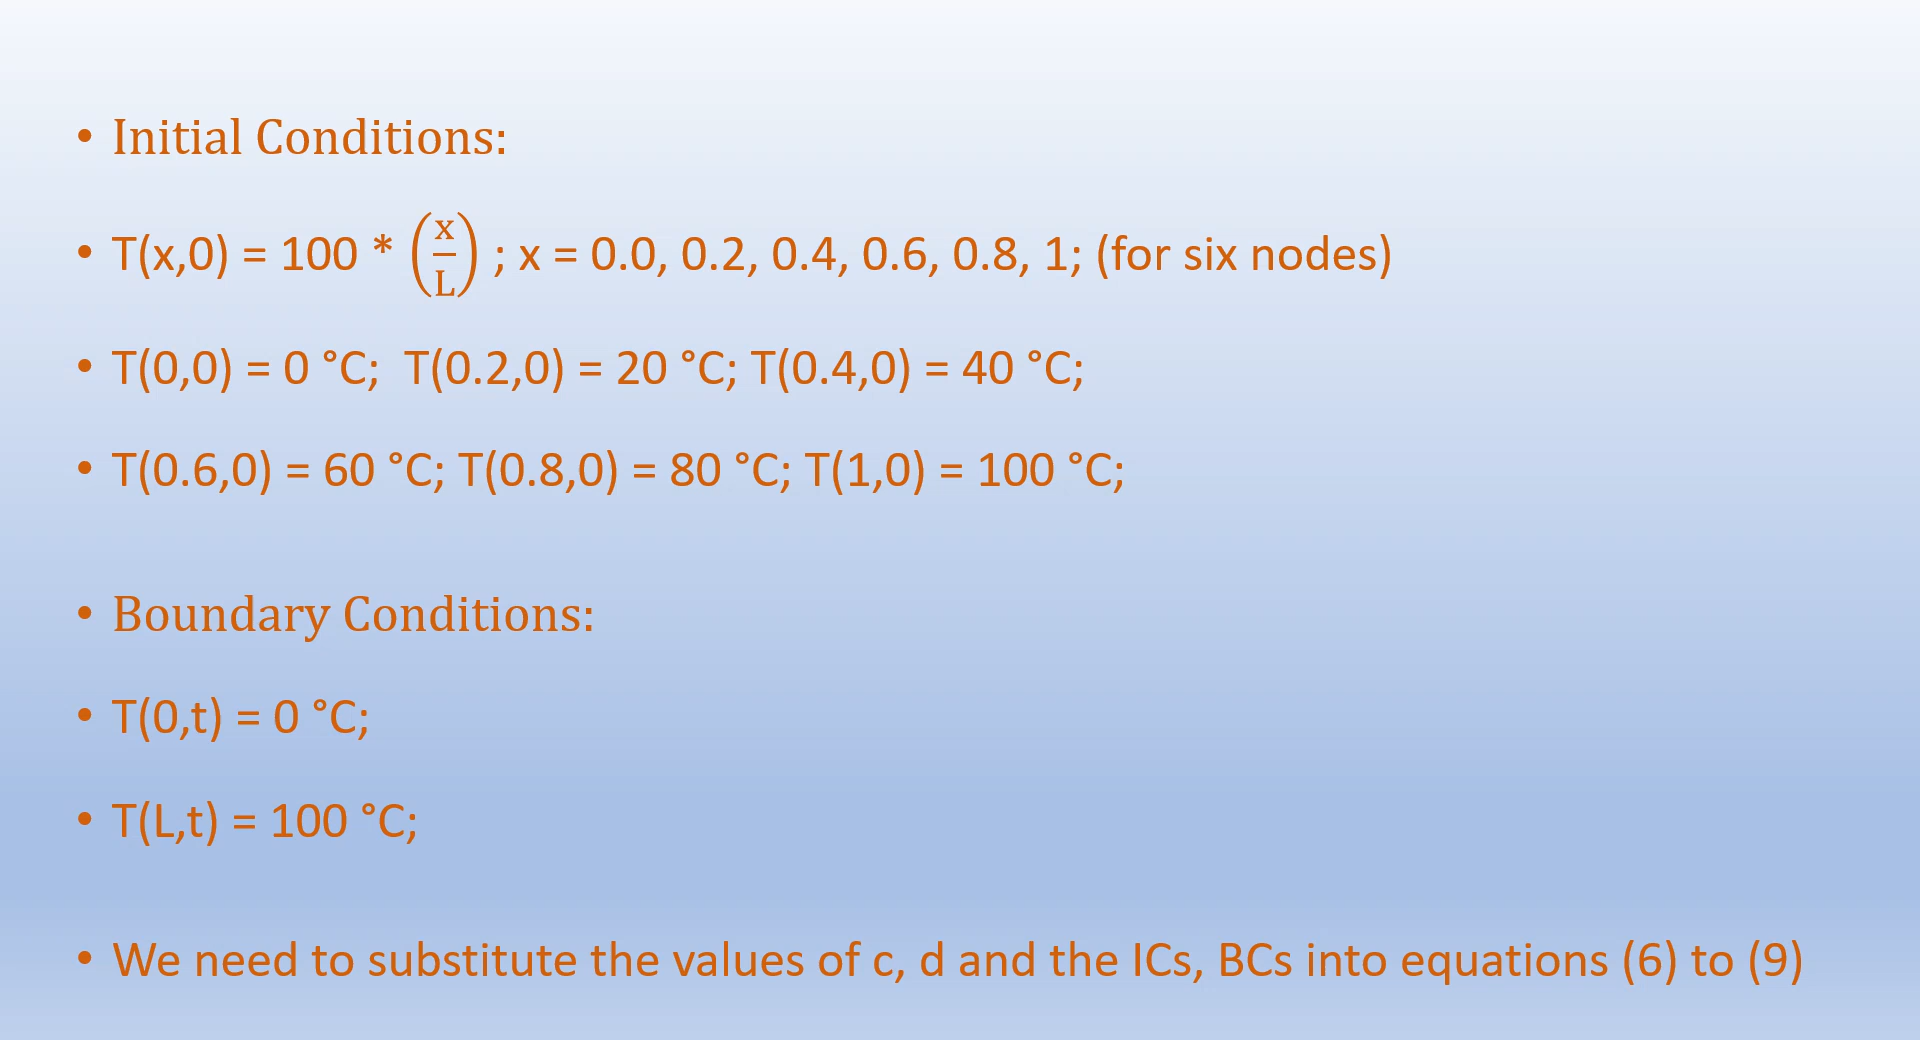 • Initial Conditions:
• T(x,0) = 100 * (x/L) ; x = 0.0, 0.2, 0.4, 0.6, 0.8, 1; (for six nodes)
• T(0,0) = 0 °C;  T(0.2,0) = 20 °C; T(0.4,0) = 40 °C;
• T(0.6,0) = 60 °C; T(0.8,0) = 80 °C; T(1,0) = 100 °C;
• Boundary Conditions:
• T(0,t) = 0 °C;
• T(L,t) = 100 °C;
• We need to substitute the values of c, d and the ICs, BCs into equations (6) to (9)